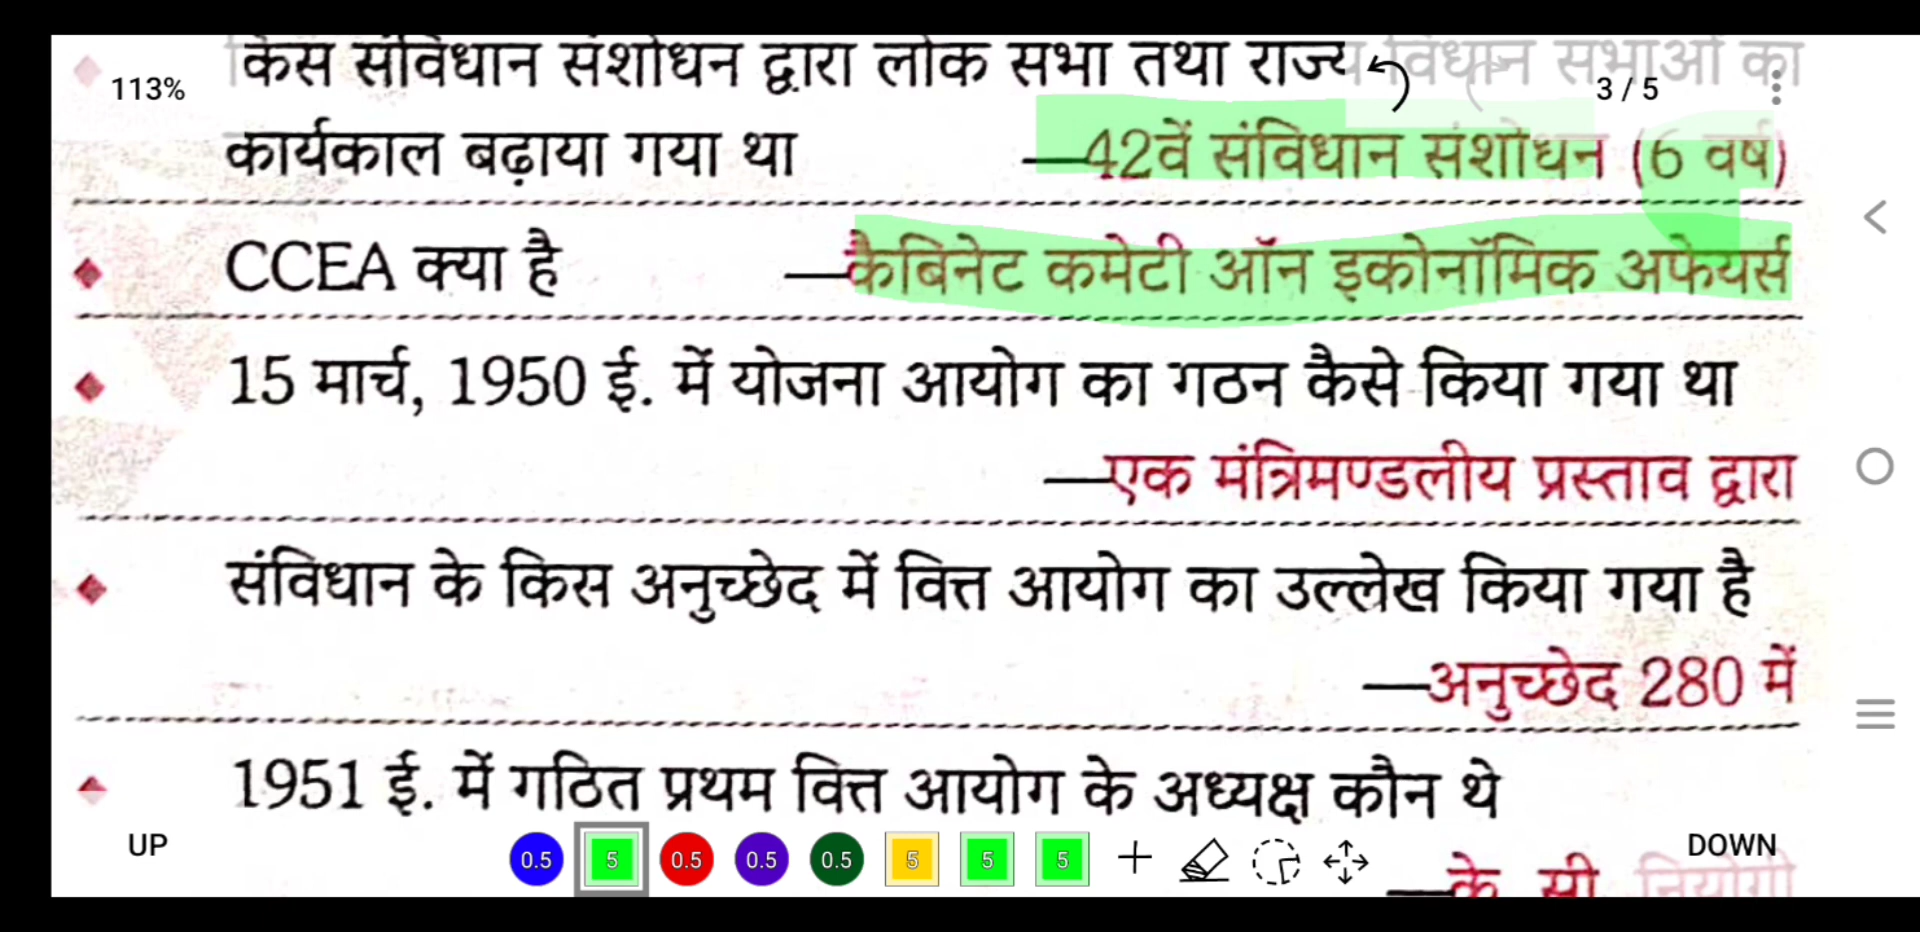 किस संविधान संशोधन द्वारा लोक सभा तथा राज्य विधान सभाओं का
113%
3 / 5
कार्यकाल बढ़ाया गया था —42वें संविधान संशोधन (6 वर्ष)
CCEA क्या है —कैबिनेट कमेटी ऑन इकोनॉमिक अफेयर्स
15 मार्च, 1950 ई. में योजना आयोग का गठन कैसे किया गया था
—एक मंत्रिमण्डलीय प्रस्ताव द्वारा
संविधान के किस अनुच्छेद में वित्त आयोग का उल्लेख किया गया है
—अनुच्छेद 280 में
1951 ई. में गठित प्रथम वित्त आयोग के अध्यक्ष कौन थे
UP
0.5 5 0.5 0.5 0.5 5 5 5
DOWN
—के. सी. नियोगी